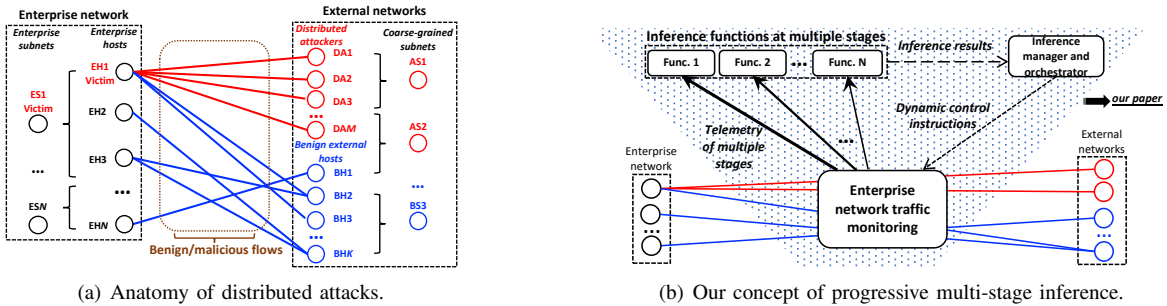 Enterprise network
Enterprise
subnets
Enterprise
hosts
EH1
Victim
ES1
Victim
EH2
EH3
...
...
ESN
EHN
Benign/malicious flows
External networks
Distributed
attackers
Coarse-grained
subnets
DA1
AS1
DA2
DA3
...
DAM
AS2
Benign external
hosts
BH1
BH2
...
BS3
BH3
...
BHK
(a) Anatomy of distributed attacks.
Inference functions at multiple stages
Func. 1
Func. 2
...
Func. N
Inference results
Inference
manager and
orchestrator
our paper
Telemetry
of multiple
stages
...
Dynamic control
instructions
Enterprise
network
...
Enterprise
network traffic
monitoring
External
networks
...
(b) Our concept of progressive multi-stage inference.